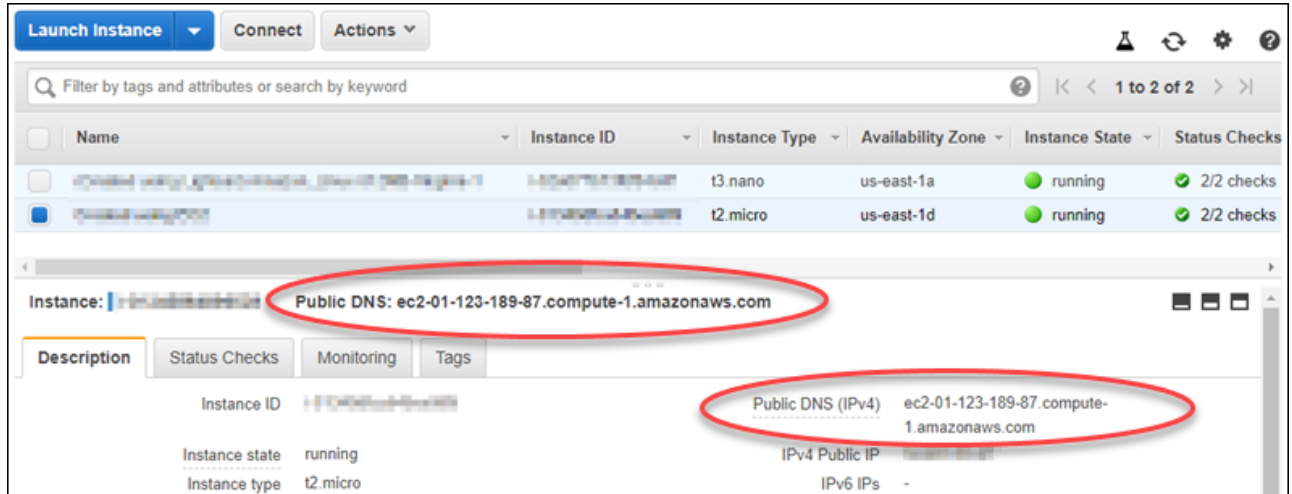 Launch Instance Connect Actions
Filter by tags and attributes or search by keyword 1 to 2 of 2
Name Instance ID Instance Type Availability Zone Instance State Status Checks
t3.nano us-east-1a running 2/2 checks
t2.micro us-east-1d running 2/2 checks
Instance: Public DNS: ec2-01-123-189-87.compute-1.amazonaws.com
Description Status Checks Monitoring Tags
Instance ID Public DNS (IPv4) ec2-01-123-189-87.compute-
1.amazonaws.com
Instance state running IPv4 Public IP
Instance type t2.micro IPv6 IPs -